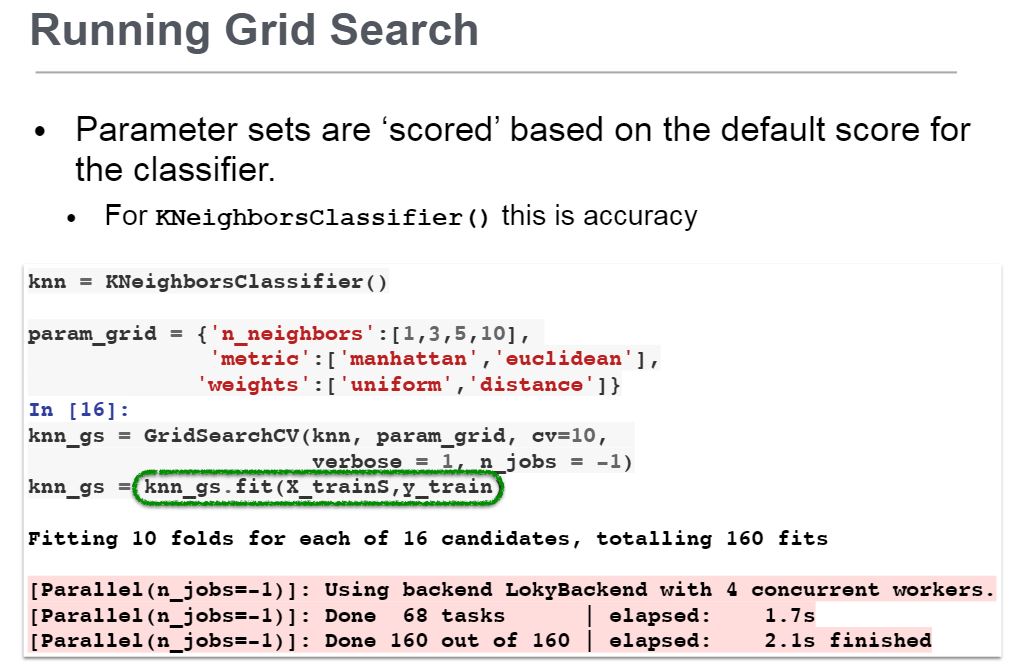 Running Grid Search
• Parameter sets are ‘scored’ based on the default score for
the classifier.
• For KNeighborsClassifier() this is accuracy
knn = KNeighborsClassifier()
param_grid = {'n_neighbors':[1,3,5,10],
'metric':['manhattan','euclidean'],
'weights':['uniform','distance']}
In [16]:
knn_gs = GridSearchCV(knn, param_grid, cv=10,
verbose = 1, n_jobs = -1)
knn_gs = knn_gs.fit(X_trainS,y_train)
Fitting 10 folds for each of 16 candidates, totalling 160 fits
[Parallel(n_jobs=-1)]: Using backend LokyBackend with 4 concurrent workers.
[Parallel(n_jobs=-1)]: Done  68 tasks      | elapsed:    1.7s
[Parallel(n_jobs=-1)]: Done 160 out of 160 | elapsed:    2.1s finished